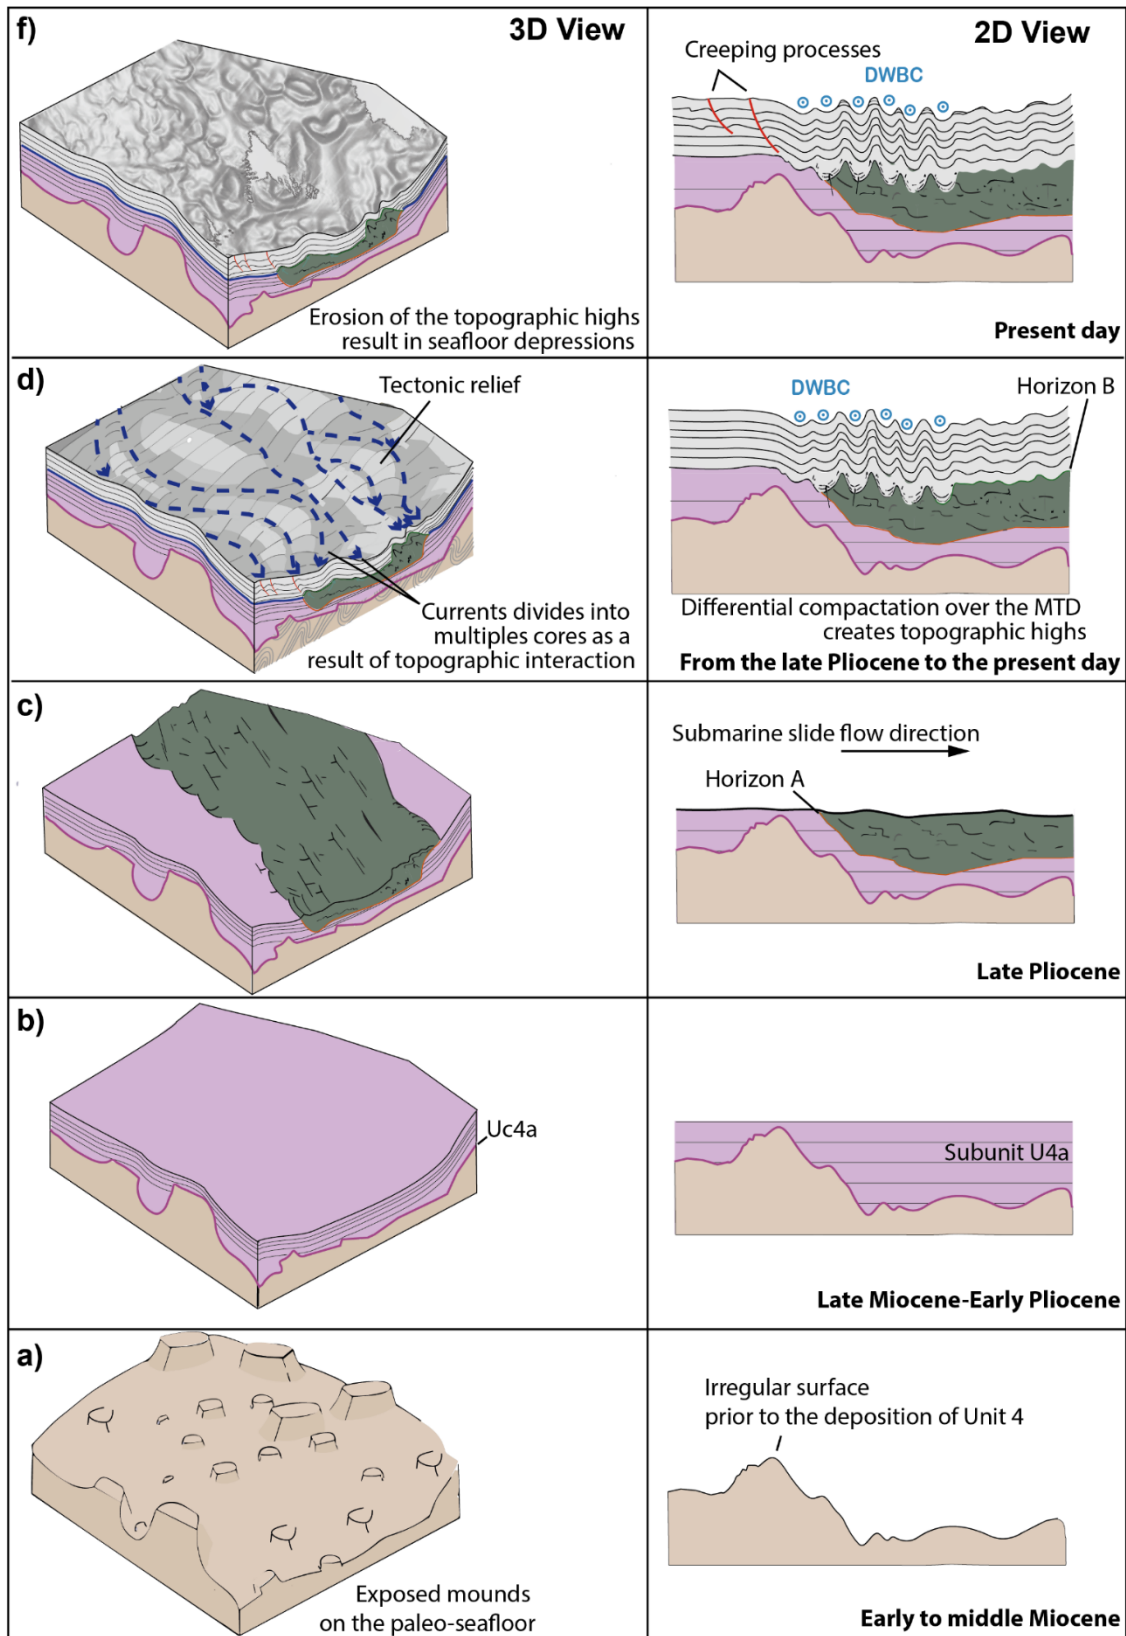 f)
3D View
2D View
Creeping processes
DWBC
Erosion of the topographic highs
result in seafloor depressions
Present day
d)
Tectonic relief
Currents divides into
multiples cores as a
result of topographic interaction
DWBC
Horizon B
Differential compactation over the MTD
creates topographic highs
From the late Pliocene to the present day
c)
Submarine slide flow direction
Horizon A
Late Pliocene
b)
Uc4a
Subunit U4a
Late Miocene-Early Pliocene
a)
Exposed mounds
on the paleo-seafloor
Irregular surface
prior to the deposition of Unit 4
Early to middle Miocene